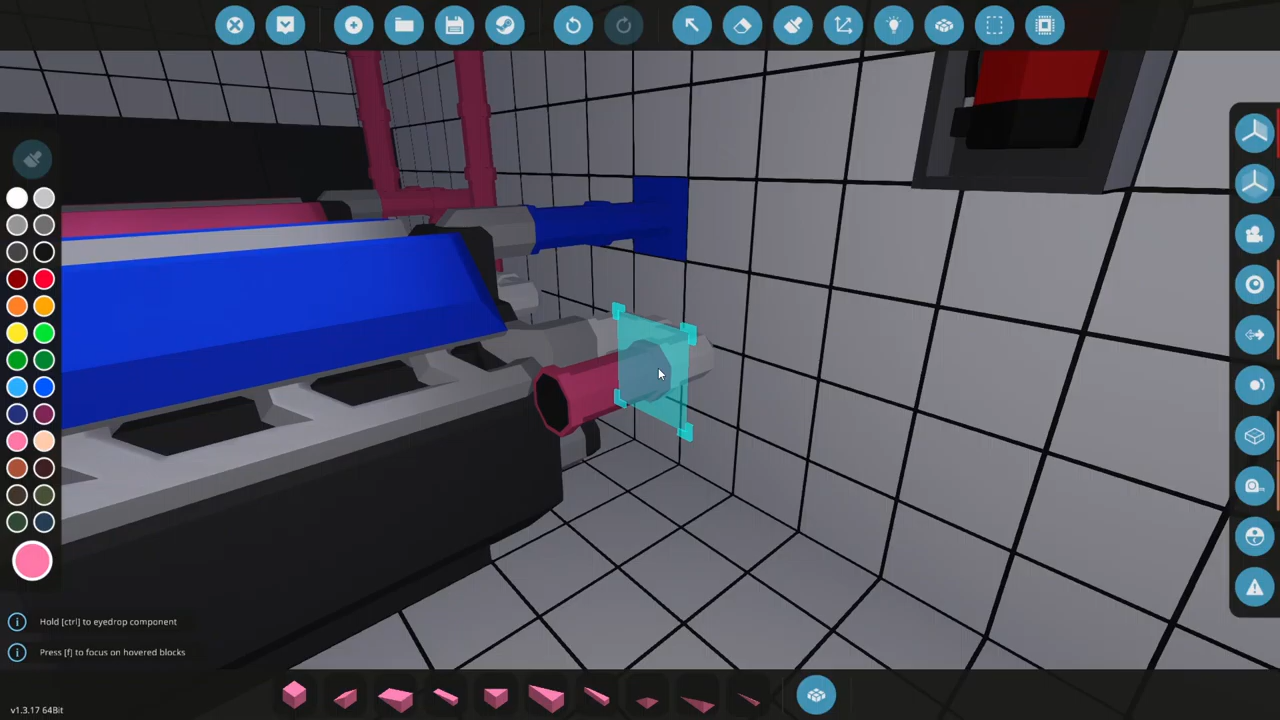 Hold [ctrl] to eyedrop component
Press [f] to focus on hovered blocks
v1.3.17 64Bit